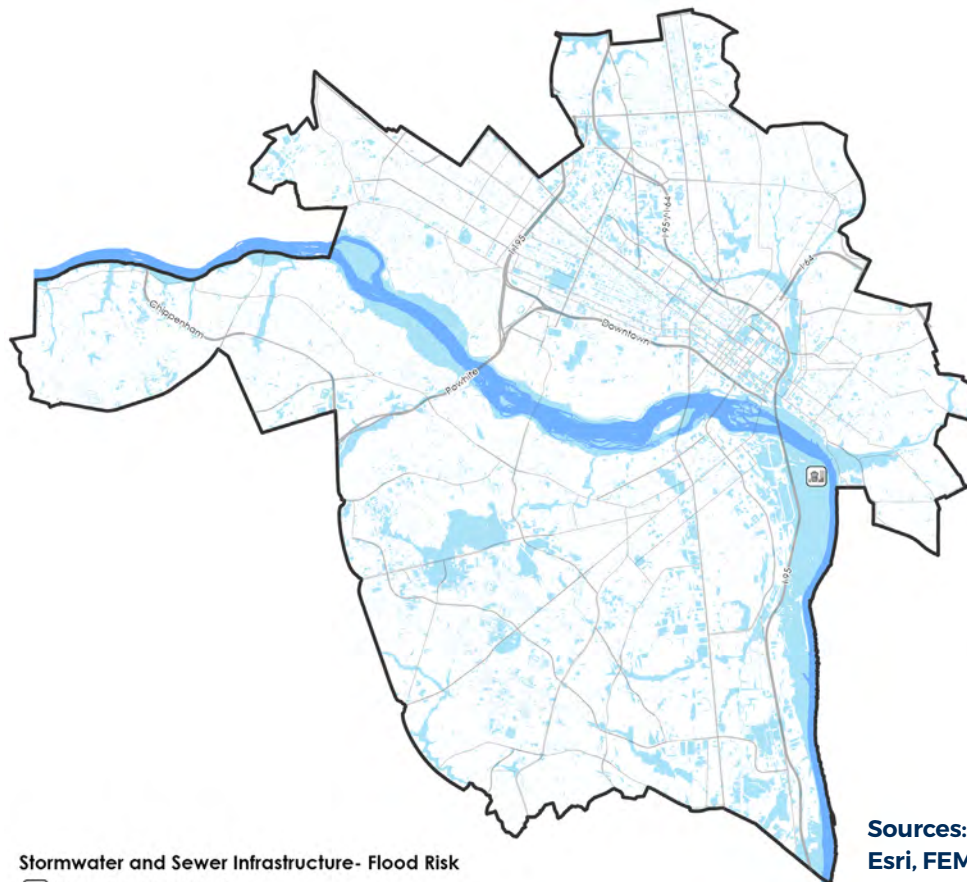 I-95
I-95 / I-64
I-64
Chippenham
Downtown
Powhite
I-95
Stormwater and Sewer Infrastructure- Flood Risk
Sources:
Esri, FEM